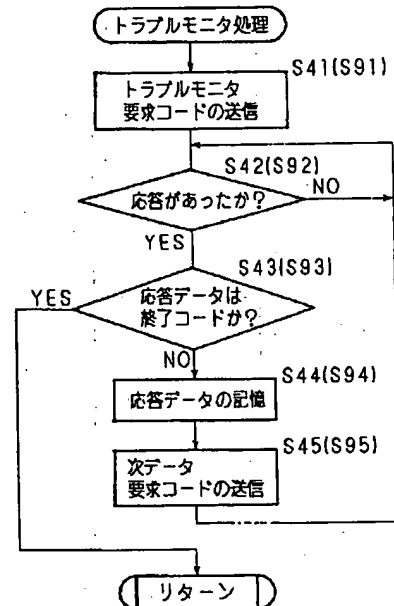 トラブルモニタ処理
S41(S91)
トラブルモニタ
要求コードの送信
S42(S92)
応答があったか？
NO
YES
S43(S93)
YES
応答データは
終了コードか？
NO
S44(S94)
応答データの記憶
S45(S95)
次データ
要求コードの送信
リターン